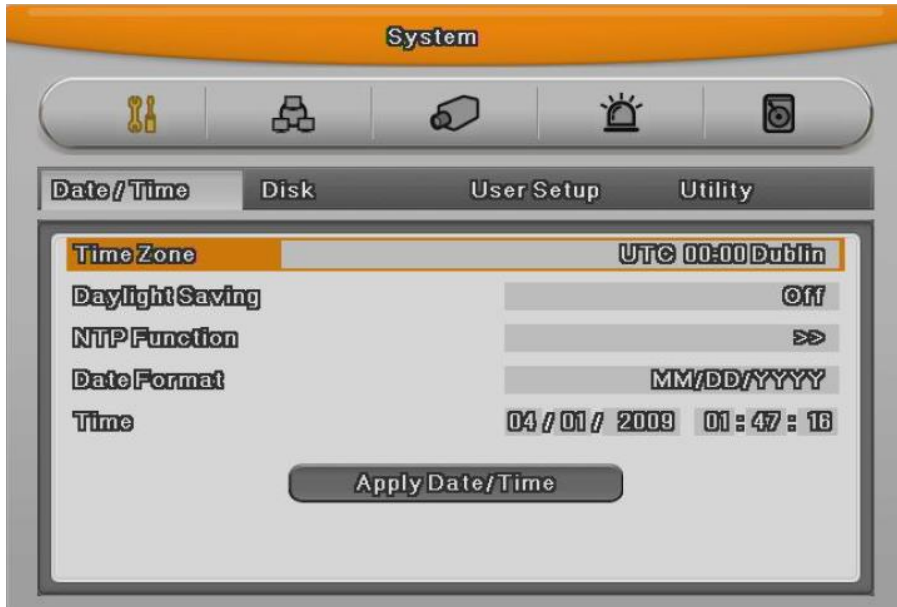 System
Date / Time Disk User Setup Utility
Time Zone UTC 00:00 Dublin
Daylight Saving Off
NTP Function >>
Date Format MM/DD/YYYY
Time 04 / 01 / 2009 01 : 47 : 16
Apply Date/Time